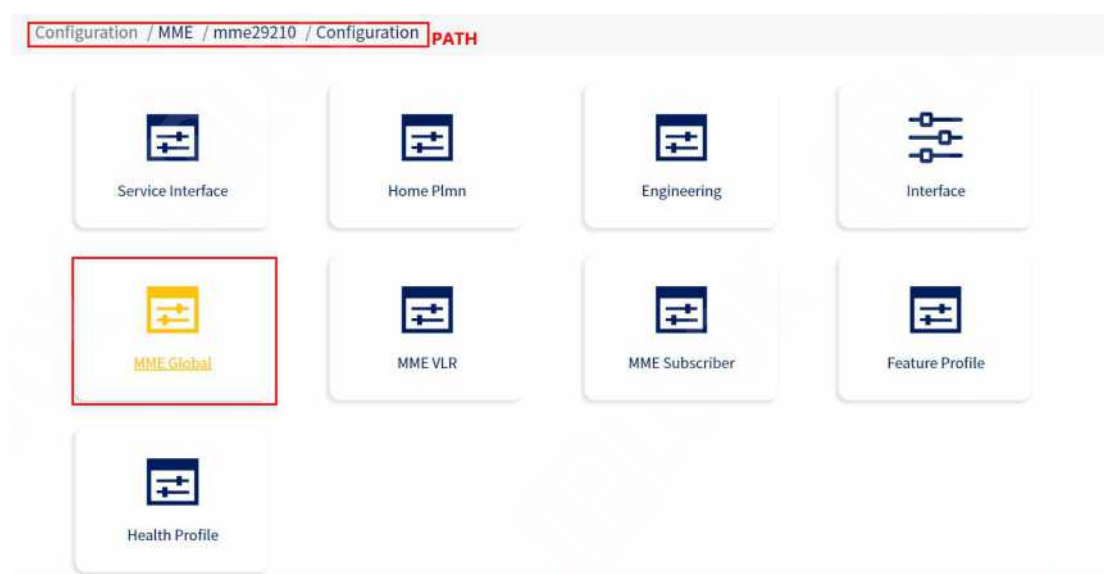 Configuration / MME / mme29210 / Configuration PATH
Service Interface
Home Plmn
Engineering
Interface
MME Global
MME VLR
MME Subscriber
Feature Profile
Health Profile